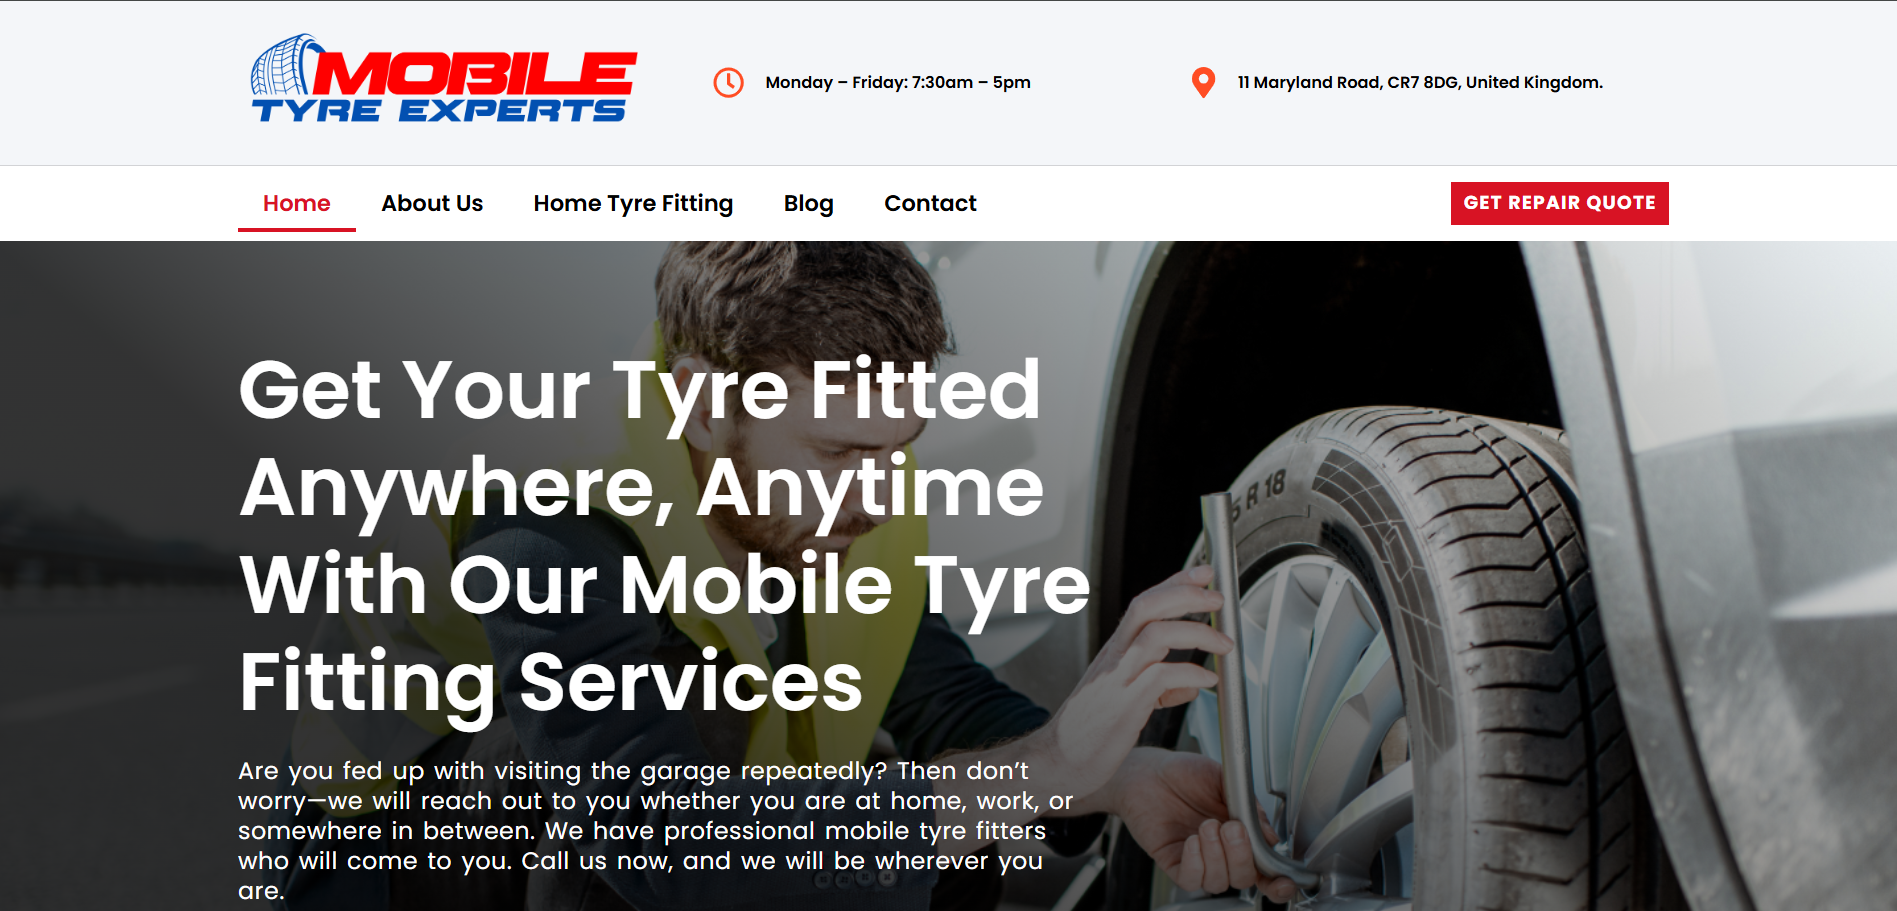 MOBILE
TYRE EXPERTS
Monday – Friday: 7:30am – 5pm
11 Maryland Road, CR7 8DG, United Kingdom.
Home
About Us
Home Tyre Fitting
Blog
Contact
GET REPAIR QUOTE
Get Your Tyre Fitted
Anywhere, Anytime
With Our Mobile Tyre
Fitting Services
5 R 18
Are you fed up with visiting the garage repeatedly? Then don’t
worry—we will reach out to you whether you are at home, work, or
somewhere in between. We have professional mobile tyre fitters
who will come to you. Call us now, and we will be wherever you
are.